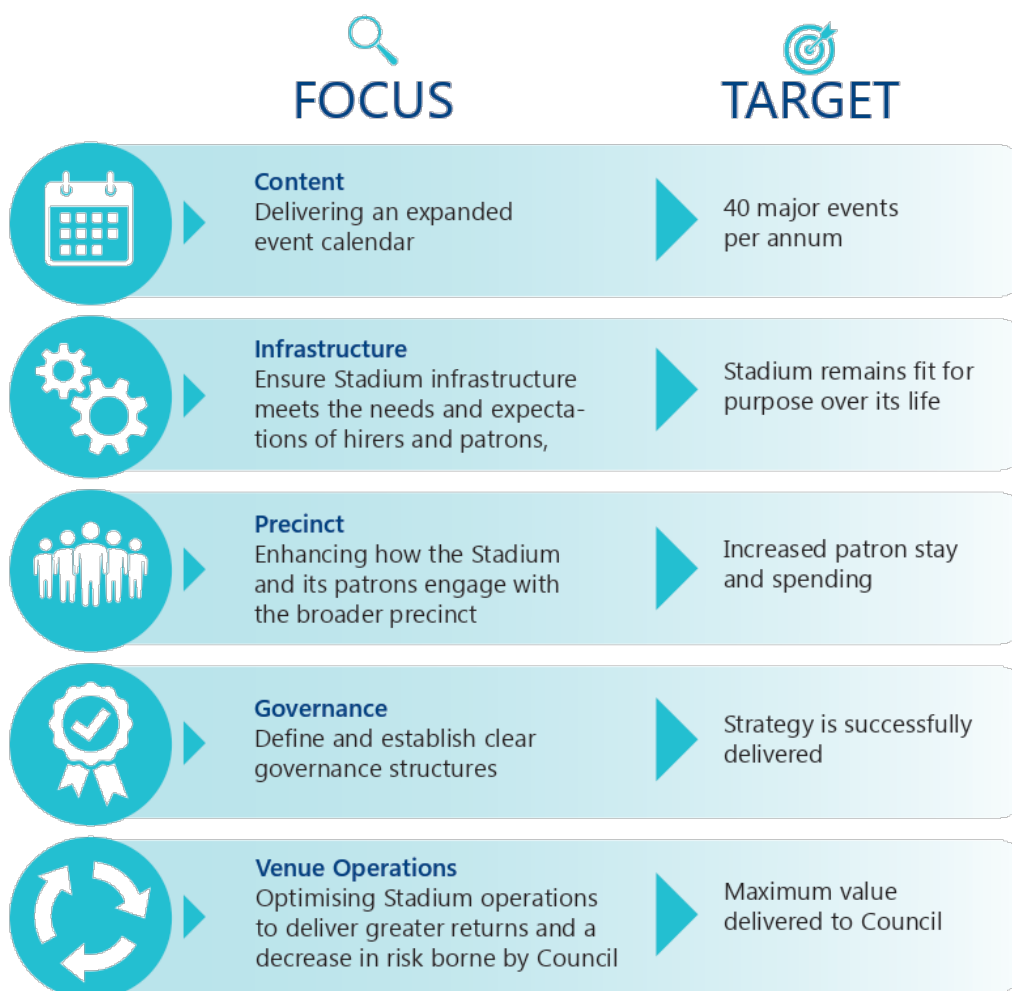 FOCUS
TARGET
Content
Delivering an expanded
event calendar
40 major events
per annum
Infrastructure
Ensure Stadium infrastructure
meets the needs and expecta-
tions of hirers and patrons,
Stadium remains fit for
purpose over its life
Precinct
Enhancing how the Stadium
and its patrons engage with
the broader precinct
Increased patron stay
and spending
Governance
Define and establish clear
governance structures
Strategy is successfully
delivered
Venue Operations
Optimising Stadium operations
to deliver greater returns and a
decrease in risk borne by Council
Maximum value
delivered to Council